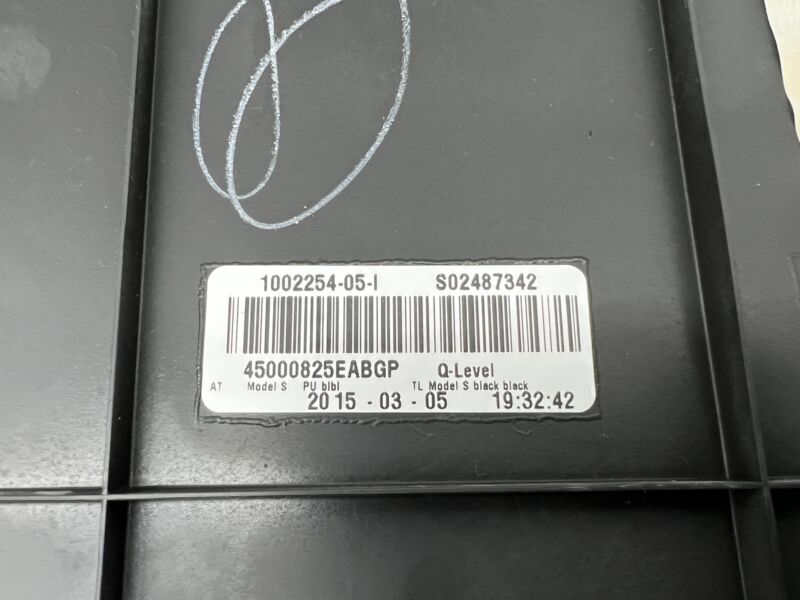 1002254-05-I S02487342
45000825EABGP Q-Level
AT Model S PU blbl TL Model S black black
2015 - 03 - 05 19:32:42